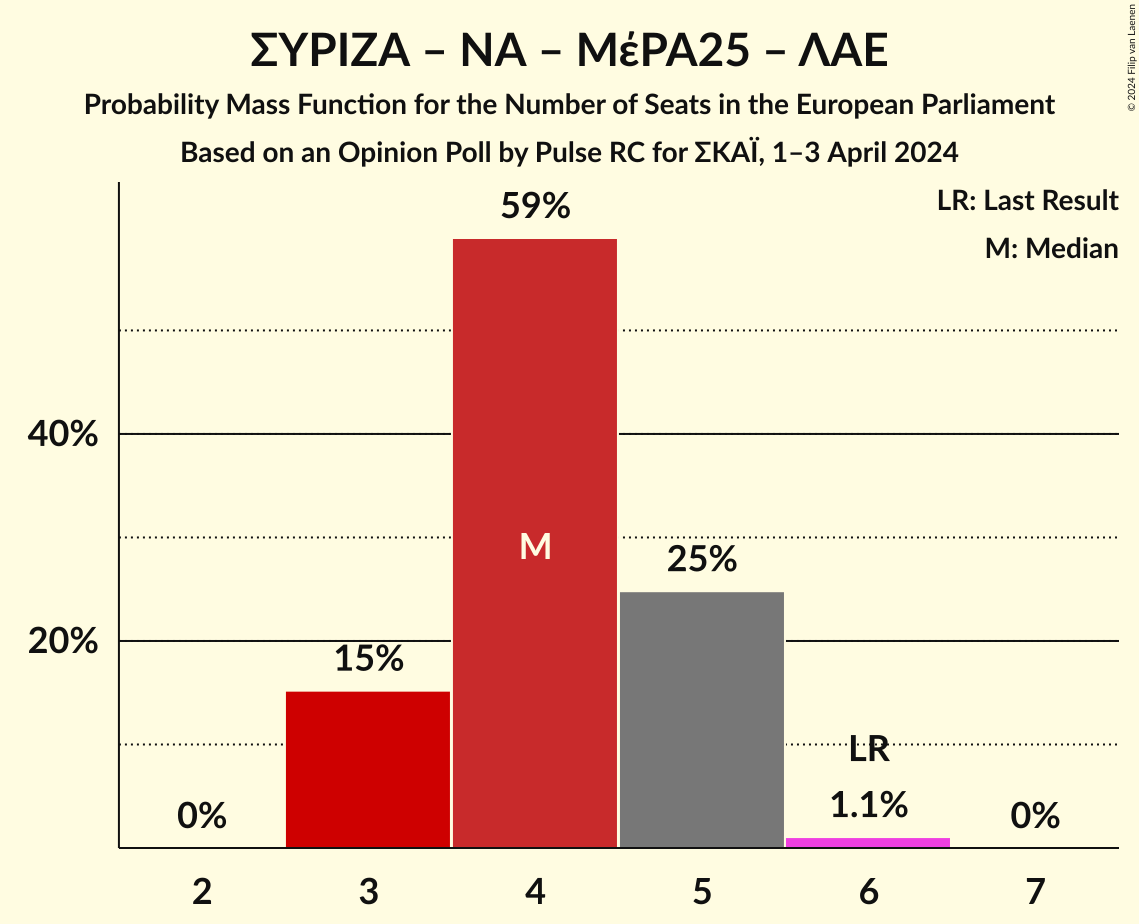 ΣΥΡΙΖΑ – ΝΑ – ΜέΡΑ25 – ΛΑΕ
Probability Mass Function for the Number of Seats in the European Parliament
Based on an Opinion Poll by Pulse RC for ΣΚΑΪ, 1–3 April 2024
© 2024 Filip van Laenen
LR: Last Result
M: Median
59%
40%
M
25%
20%
15%
LR
0%
1.1%
0%
2 3 4 5 6 7